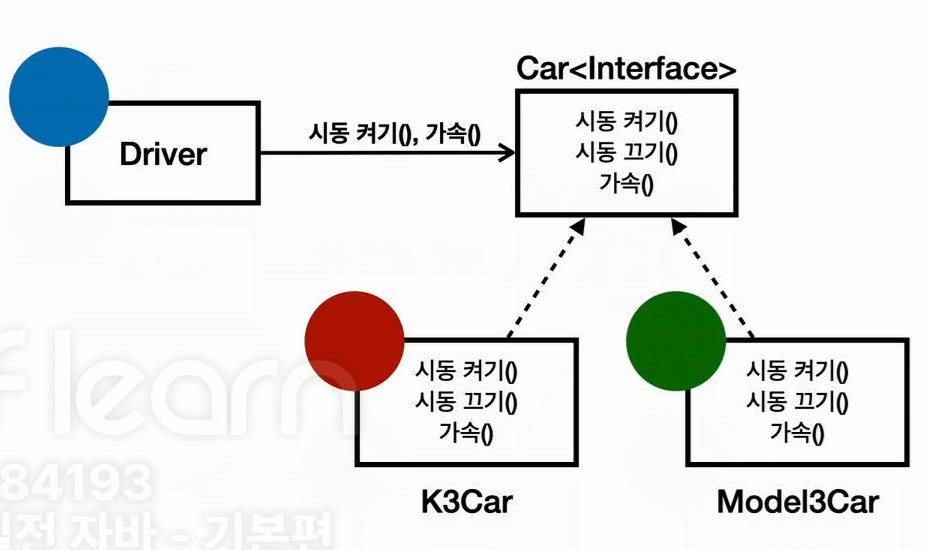 Car<Interface>
Driver
시동 켜기(), 가속()
시동 켜기()
시동 끄기()
가속()
시동 켜기()
시동 끄기()
가속()
K3Car
시동 켜기()
시동 끄기()
가속()
Model3Car
flearn
84193
실전 자바 - 기본편